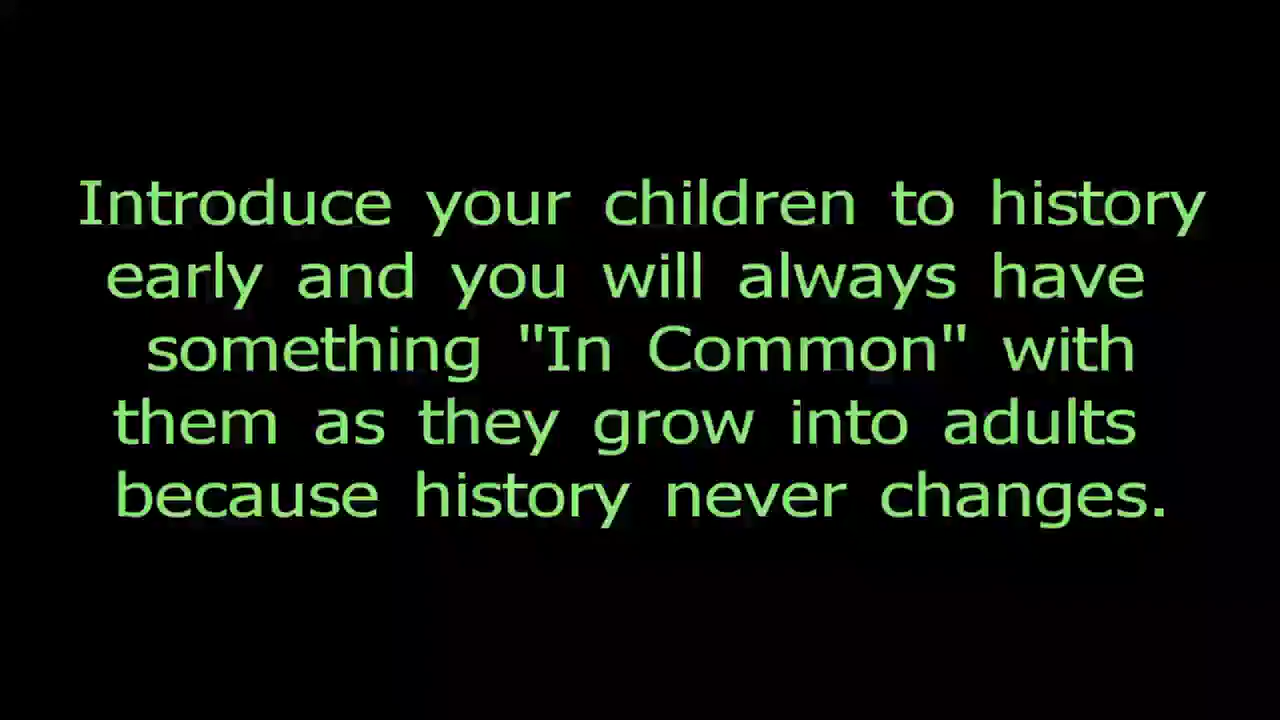 Introduce your children to history
early and you will always have
something "In Common" with
them as they grow into adults
because history never changes.